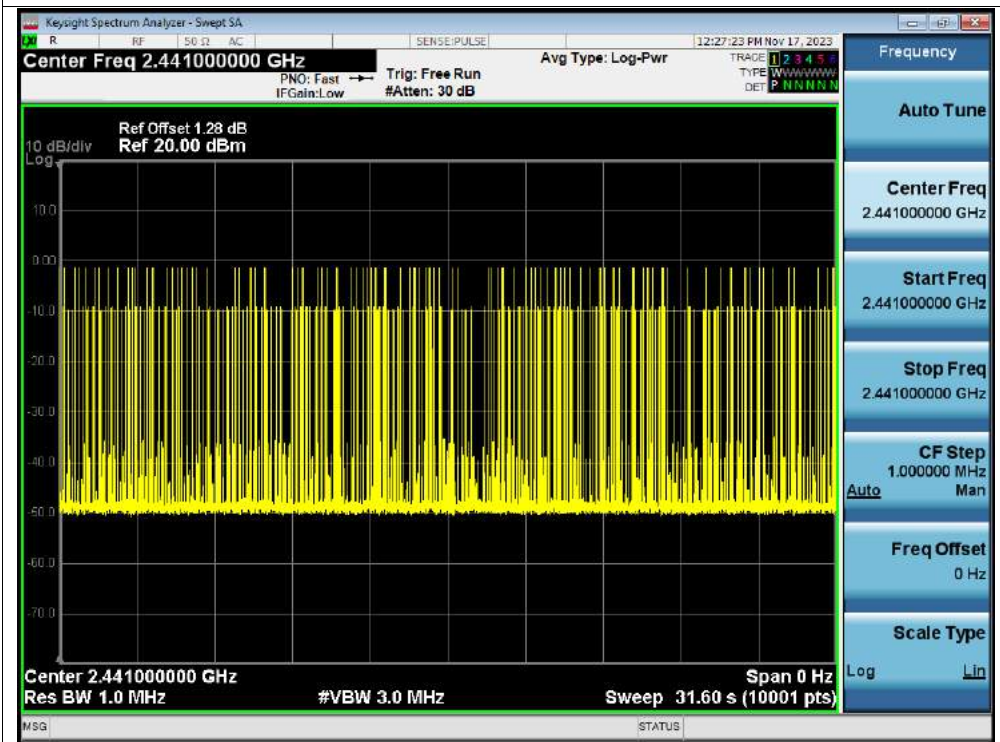 Keysight Spectrum Analyzer - Swept SA
R RF 50 Ω AC SENSE:PULSE 12:27:23 PM Nov 17, 2023
Center Freq 2.441000000 GHz
PNO: Fast
IFGain:Low
Trig: Free Run
#Atten: 30 dB
Avg Type: Log-Pwr
TRACE 1 2 3 4 5 6
TYPE W
DET P N N N N N
Ref Offset 1.28 dB
10 dB/div Ref 20.00 dBm
Log
10.0
0.00
-10.0
-20.0
-30.0
-40.0
-50.0
-60.0
-70.0
Center 2.441000000 GHz Span 0 Hz
Res BW 1.0 MHz #VBW 3.0 MHz Sweep 31.60 s (10001 pts)
MSG STATUS
Frequency
Auto Tune
Center Freq
2.441000000 GHz
Start Freq
2.441000000 GHz
Stop Freq
2.441000000 GHz
CF Step
1.000000 MHz
Auto Man
Freq Offset
0 Hz
Scale Type
Log Lin